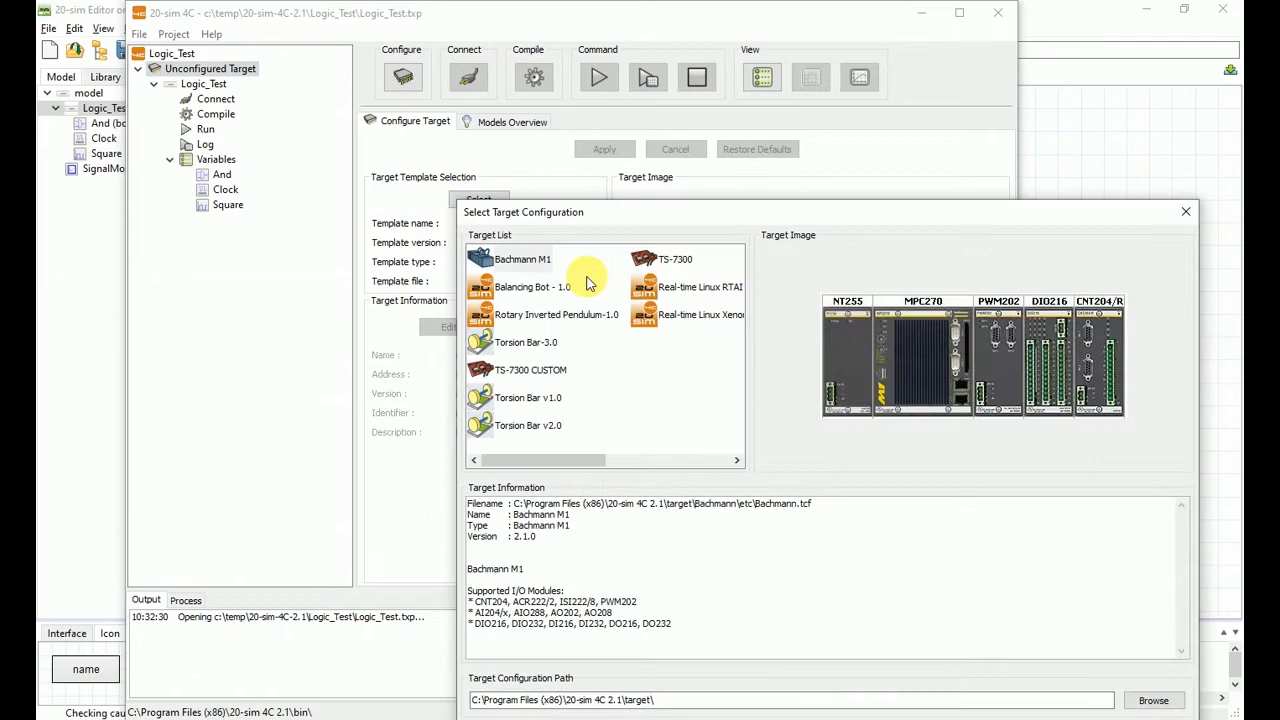 20-sim Editor on
File Edit View
Model Library
model
Logic_Tes
And (bo
Clock
Square
SignalMo
Interface Icon
name
Checking cau
20-sim 4C - c:\temp\20-sim-4C-2.1\Logic_Test\Logic_Test.txp
File Project Help
Logic_Test
Unconfigured Target
Logic_Test
Connect
Compile
Run
Log
Variables
And
Clock
Square
Configure Connect Compile Command View
Configure Target Models Overview
Apply Cancel Restore Defaults
Target Template Selection
Target Image
Select
Template name :
Template version :
Template type :
Template file :
Target Information
Edi
Name :
Address :
Version :
Identifier :
Description :
Output Process
10:32:30 Opening c:\temp\20-sim-4C-2.1\Logic_Test\Logic_Test.txp...
C:\Program Files (x86)\20-sim 4C 2.1\bin\
Select Target Configuration
Target List
Bachmann M1
Balancing Bot - 1.0
Rotary Inverted Pendulum-1.0
Torsion Bar-3.0
TS-7300 CUSTOM
Torsion Bar v1.0
Torsion Bar v2.0
TS-7300
Real-time Linux RTAI
Real-time Linux Xeno
Target Image
NT255 MPC270 PWM202 DIO216 CNT204/R
Target Information
Filename : C:\Program Files (x86)\20-sim 4C 2.1\target\Bachmann\etc\Bachmann.tcf
Name : Bachmann M1
Type : Bachmann M1
Version : 2.1.0
Bachmann M1
Supported I/O Modules:
* CNT204, ACR222/2, ISI222/8, PWM202
* AI204/x, AIO288, AO202, AO208
* DIO216, DIO232, DI216, DI232, DO216, DO232
Target Configuration Path
C:\Program Files (x86)\20-sim 4C 2.1\target\
Browse